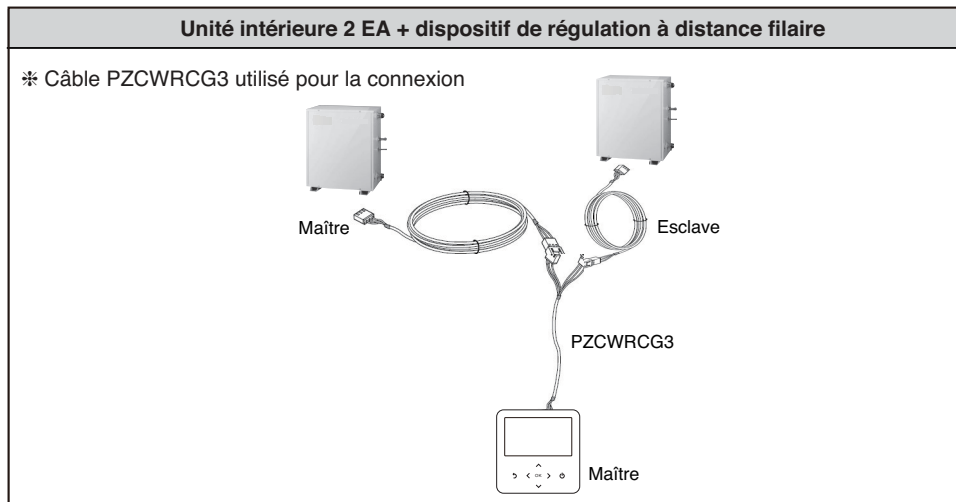 Unité intérieure 2 EA + dispositif de régulation à distance filaire
❈ Câble PZCWRCG3 utilisé pour la connexion
Maître
Esclave
PZCWRCG3
OK
Maître